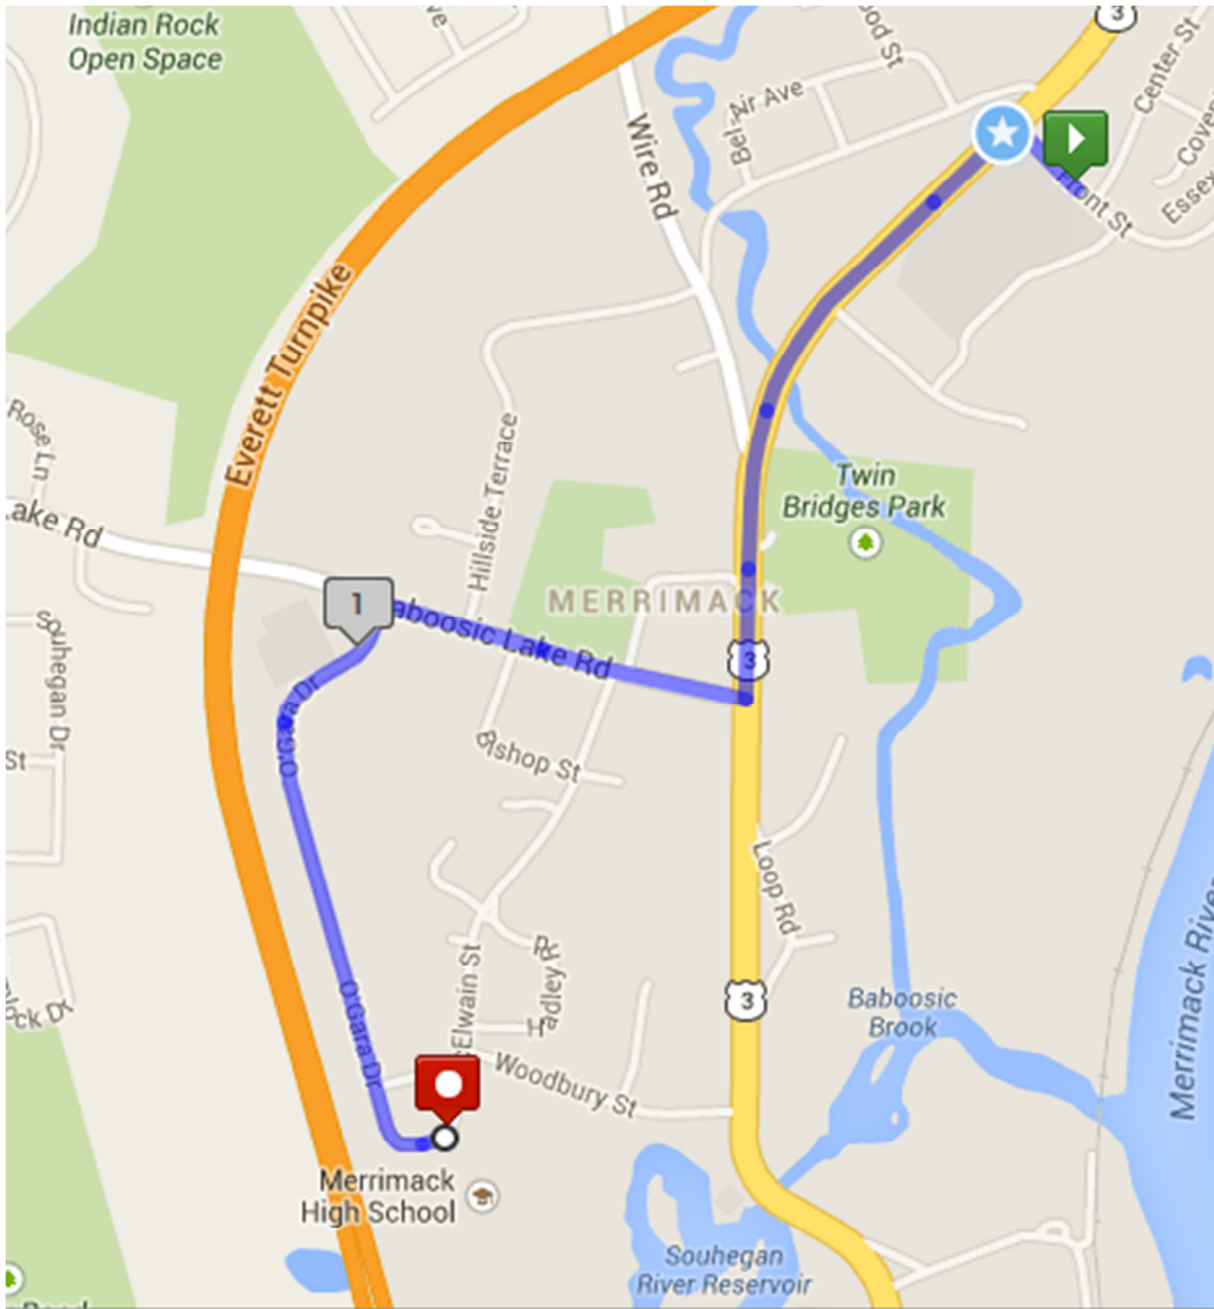 Indian Rock
Open Space
3
Center St
Air Ave
Bel
Wire Rd
Front St
Essex
Everett Turnpike
Rose Ln
Lake Rd
Hillside Terrace
Twin
Bridges Park
MERRIMACK
1
Baboosic Lake Rd
3
Souhegan Dr
O'Gara Dr
St
Bishop St
Loop Rd
Merrimack River
Hadley
O'Gara Dr
Elwain St
3
Baboosic
Brook
Woodbury St
Merrimack
High School
Souhegan
River Reservoir